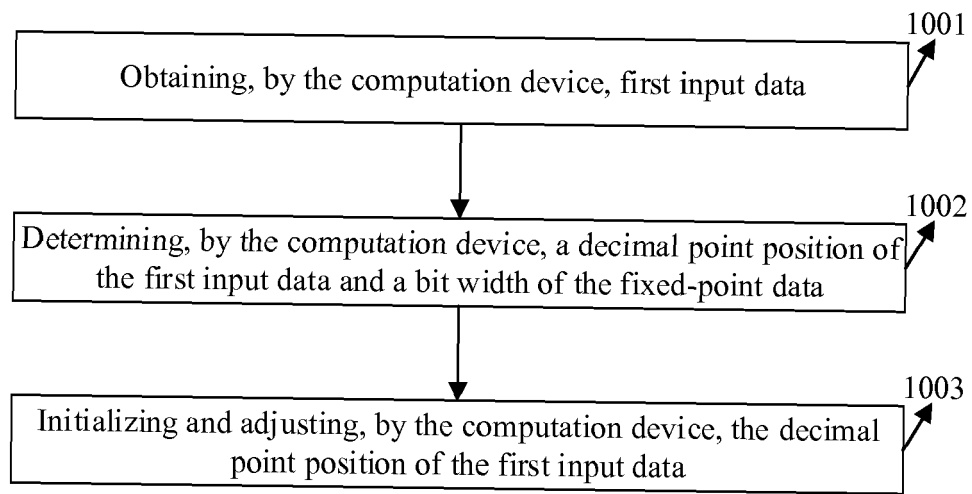 1001
Obtaining, by the computation device, first input data
1002
Determining, by the computation device, a decimal point position of
the first input data and a bit width of the fixed-point data
1003
Initializing and adjusting, by the computation device, the decimal
point position of the first input data